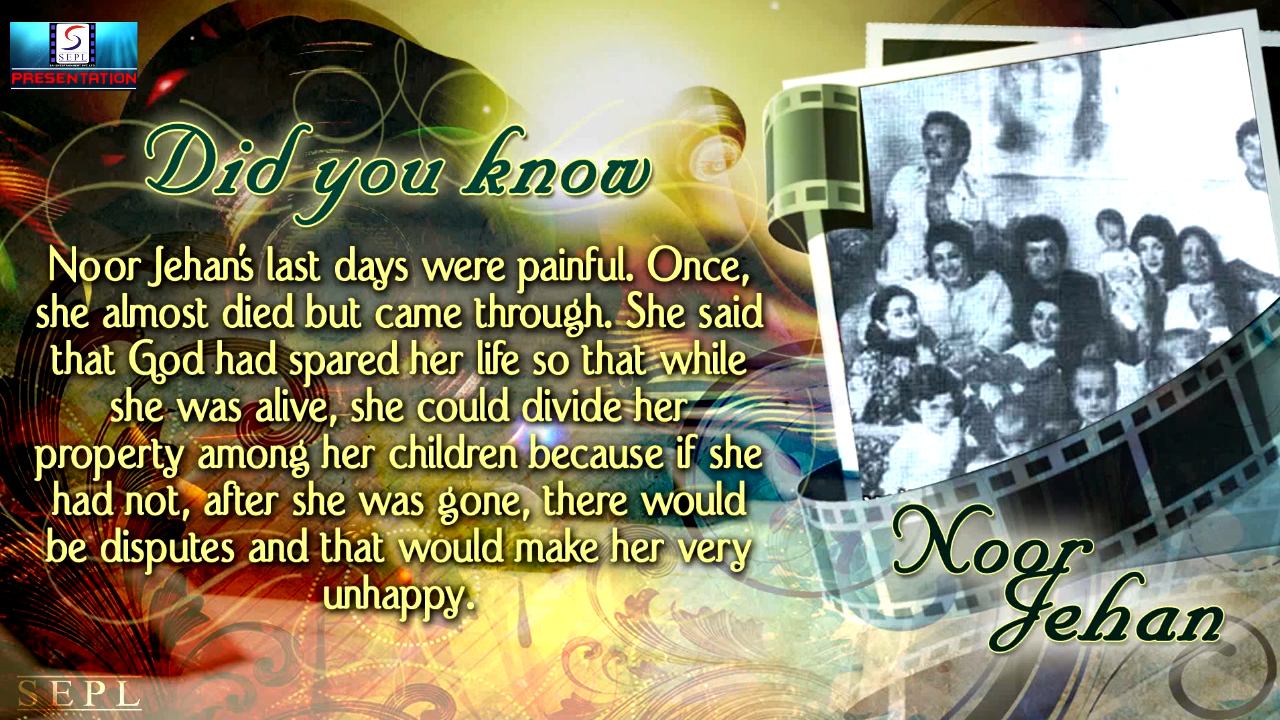 SEPL
PRESENTATION
Did you know
Noor Jehan's last days were painful. Once,
she almost died but came through. She said
that God had spared her life so that while
she was alive, she could divide her
property among her children because if she
had not, after she was gone, there would
be disputes and that would make her very
unhappy.
Noor
Jehan
SEPL